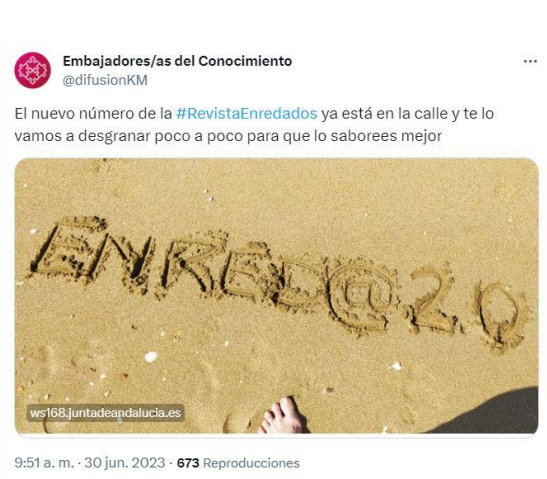 Embajadores/as del Conocimiento
@difusionKM
El nuevo número de la #RevistaEnredados ya está en la calle y te lo
vamos a desgranar poco a poco para que lo saborees mejor
ENRED@2.0
ws168.juntadeandalucia.es
9:51 a. m. · 30 jun. 2023 · 673 Reproducciones